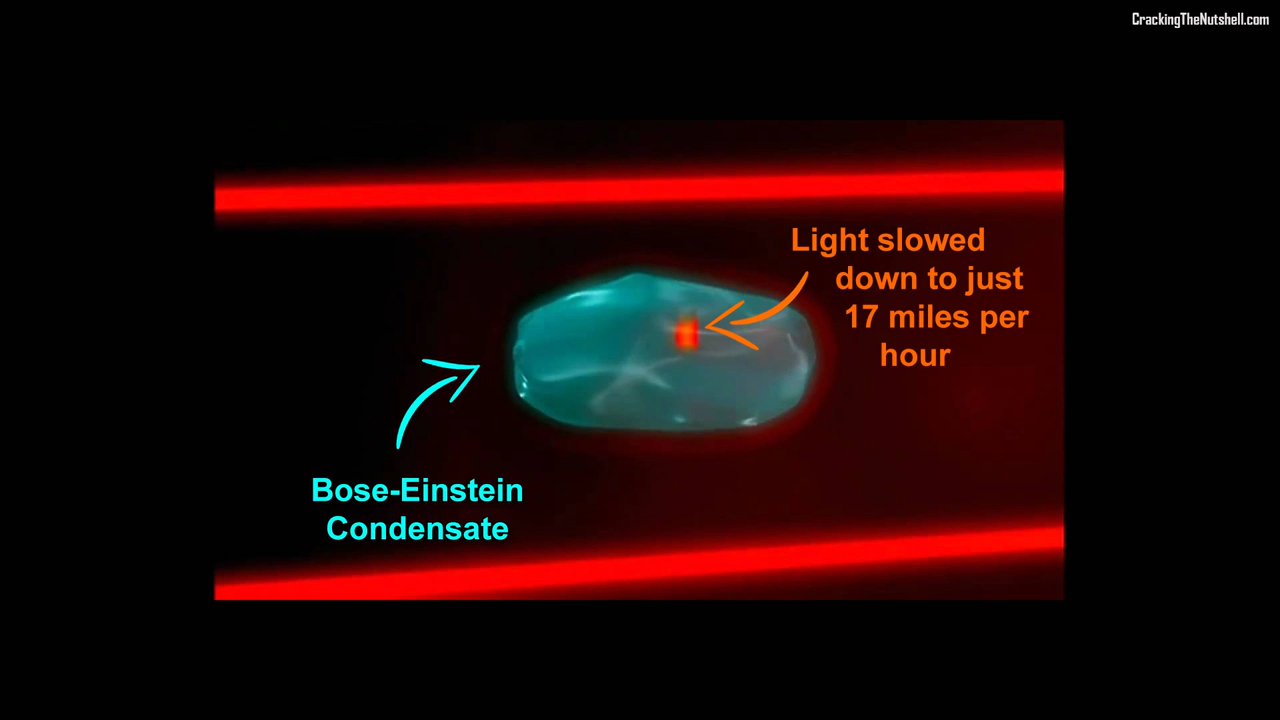 CrackingTheNutshell.com
Light slowed
down to just
17 miles per
hour
Bose-Einstein
Condensate